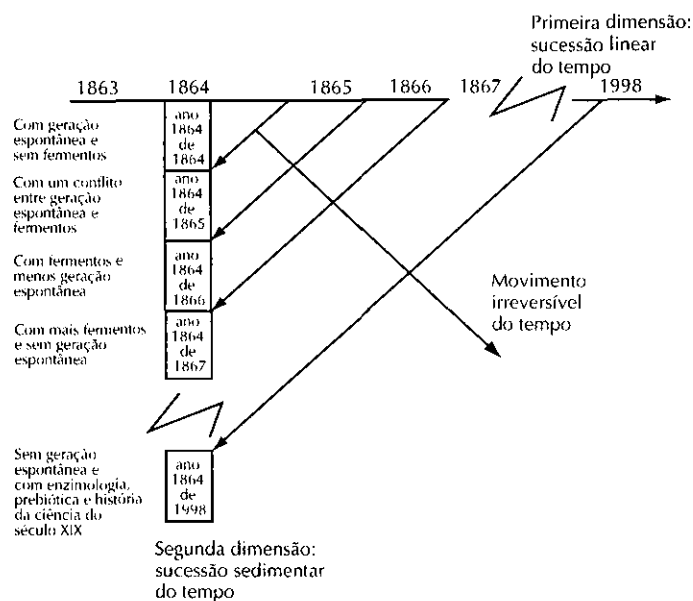 Primeira dimensão:
sucessão linear
do tempo
1863
1864
1865
1866
1867
1998
Com geração
espontânea e
sem fermentos
ano
1864
de
1864
Com um conflito
entre geração
espontânea e
fermentos
ano
1864
de
1865
Com fermentos e
menos geração
espontânea
ano
1864
de
1866
Com mais fermentos
e sem geração
espontânea
ano
1864
de
1867
Movimento
irreversível
do tempo
Sem geração
espontânea e
com enzimologia,
prebiótica e história
da ciência do
século XIX
ano
1864
de
1998
Segunda dimensão:
sucessão sedimentar
do tempo